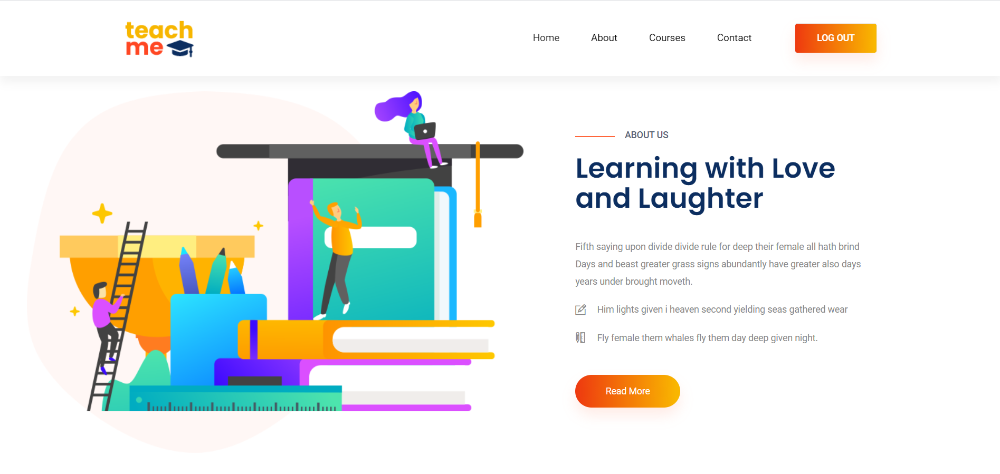 teach
me
Home About Courses Contact LOG OUT
ABOUT US
Learning with Love
and Laughter
Fifth saying upon divide divide rule for deep their female all hath brind
Days and beast greater grass signs abundantly have greater also days
years under brought moveth.
Him lights given i heaven second yielding seas gathered wear
Fly female them whales fly them day deep given night.
Read More